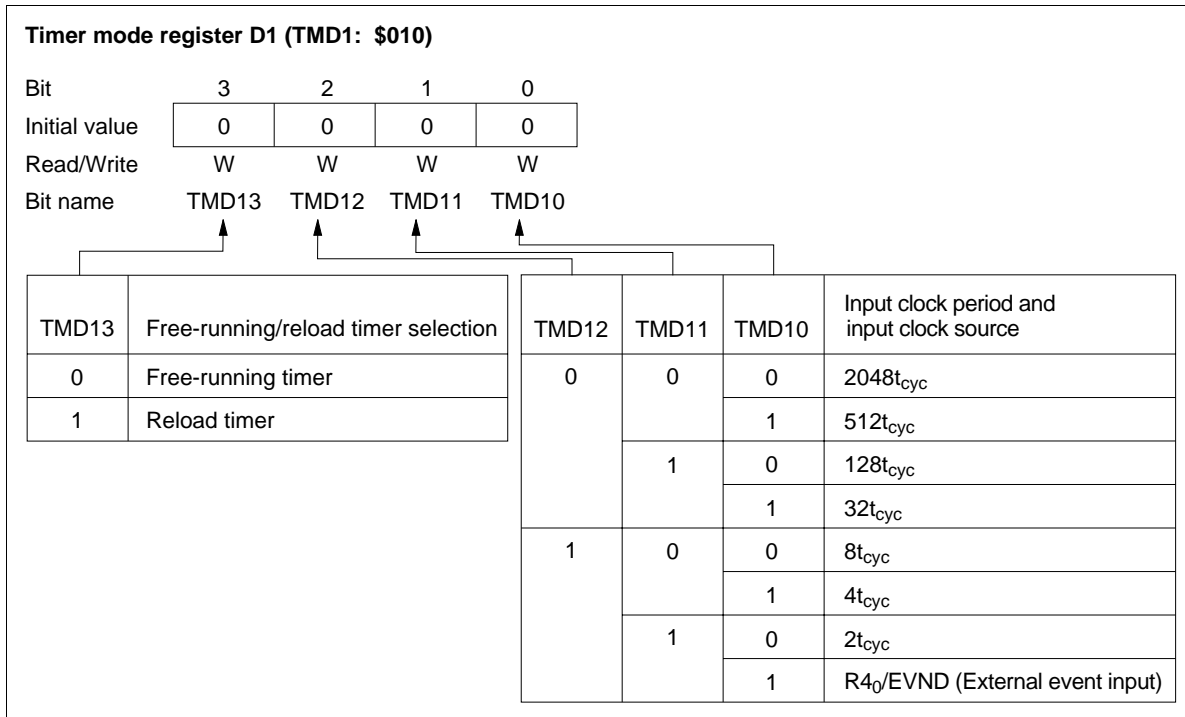 Timer mode register D1 (TMD1: $010)
Bit 3 2 1 0
Initial value 0 0 0 0
Read/Write W W W W
Bit name TMD13 TMD12 TMD11 TMD10
TMD13 Free-running/reload timer selection
0 Free-running timer
1 Reload timer
TMD12 TMD11 TMD10 Input clock period and
input clock source
0 0 0 2048tcyc
1 512tcyc
1 0 128tcyc
1 32tcyc
1 0 0 8tcyc
1 4tcyc
1 0 2tcyc
1 R40/EVND (External event input)